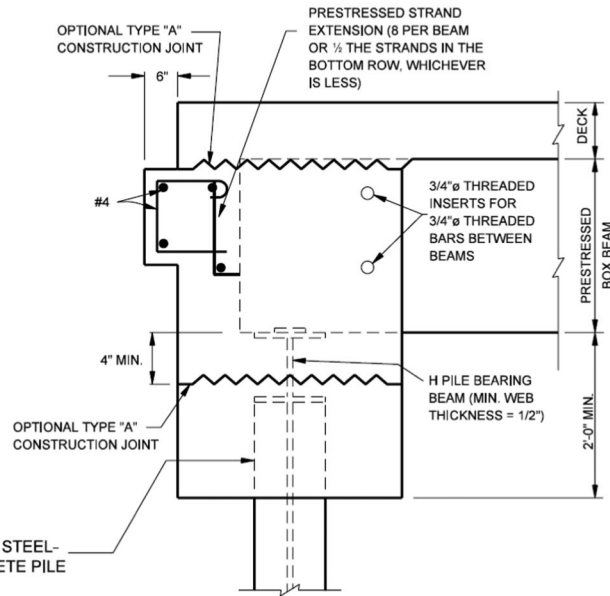 PRESTRESSED STRAND
EXTENSION (8 PER BEAM
OR ½ THE STRANDS IN THE
BOTTOM ROW, WHICHEVER
IS LESS)
OPTIONAL TYPE "A"
CONSTRUCTION JOINT
6"
DECK
#4
3/4"ø THREADED
INSERTS FOR
3/4"ø THREADED
BARS BETWEEN
BEAMS
PRESTRESSED
BOX BEAM
4" MIN.
H PILE BEARING
BEAM (MIN. WEB
THICKNESS = 1/2")
2'-0" MIN.
OPTIONAL TYPE "A"
CONSTRUCTION JOINT
STEEL-
ETE PILE